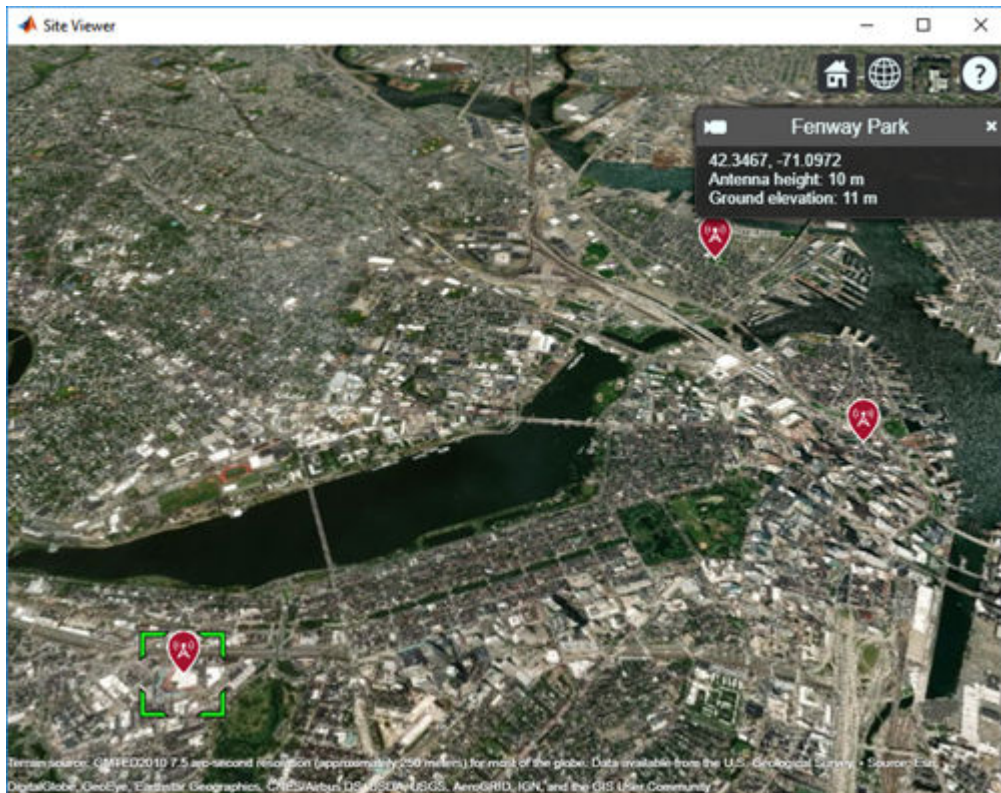 Site Viewer
Fenway Park
42.3467, -71.0972
Antenna height: 10 m
Ground elevation: 11 m
Terrain source: GMTED2010 7.5 arc-second resolution (approximately 250 meters) for most of the globe. Data available from the U.S. Geological Survey. • Source: Esri,
DigitalGlobe, GeoEye, Earthstar Geographics, CNES/Airbus DS, USDA, USGS, AeroGRID, IGN, and the GIS User Community